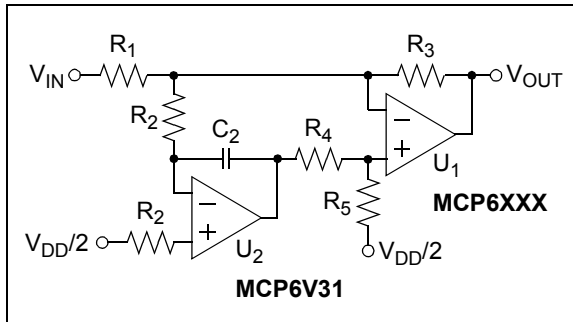 R1
R3
VIN
VOUT
R2
C2
R4
U1
R5
MCP6XXX
R2
VDD/2
U2
VDD/2
MCP6V31